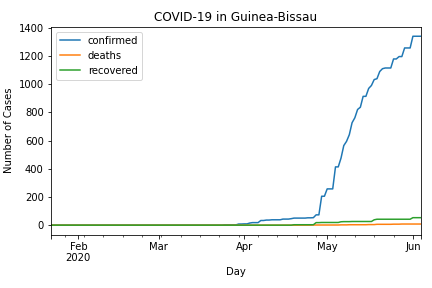 COVID-19 in Guinea-Bissau
confirmed
deaths
recovered
1400
1200
1000
800
600
400
200
0
Number of Cases
Feb
2020
Mar
Apr
May
Jun
Day